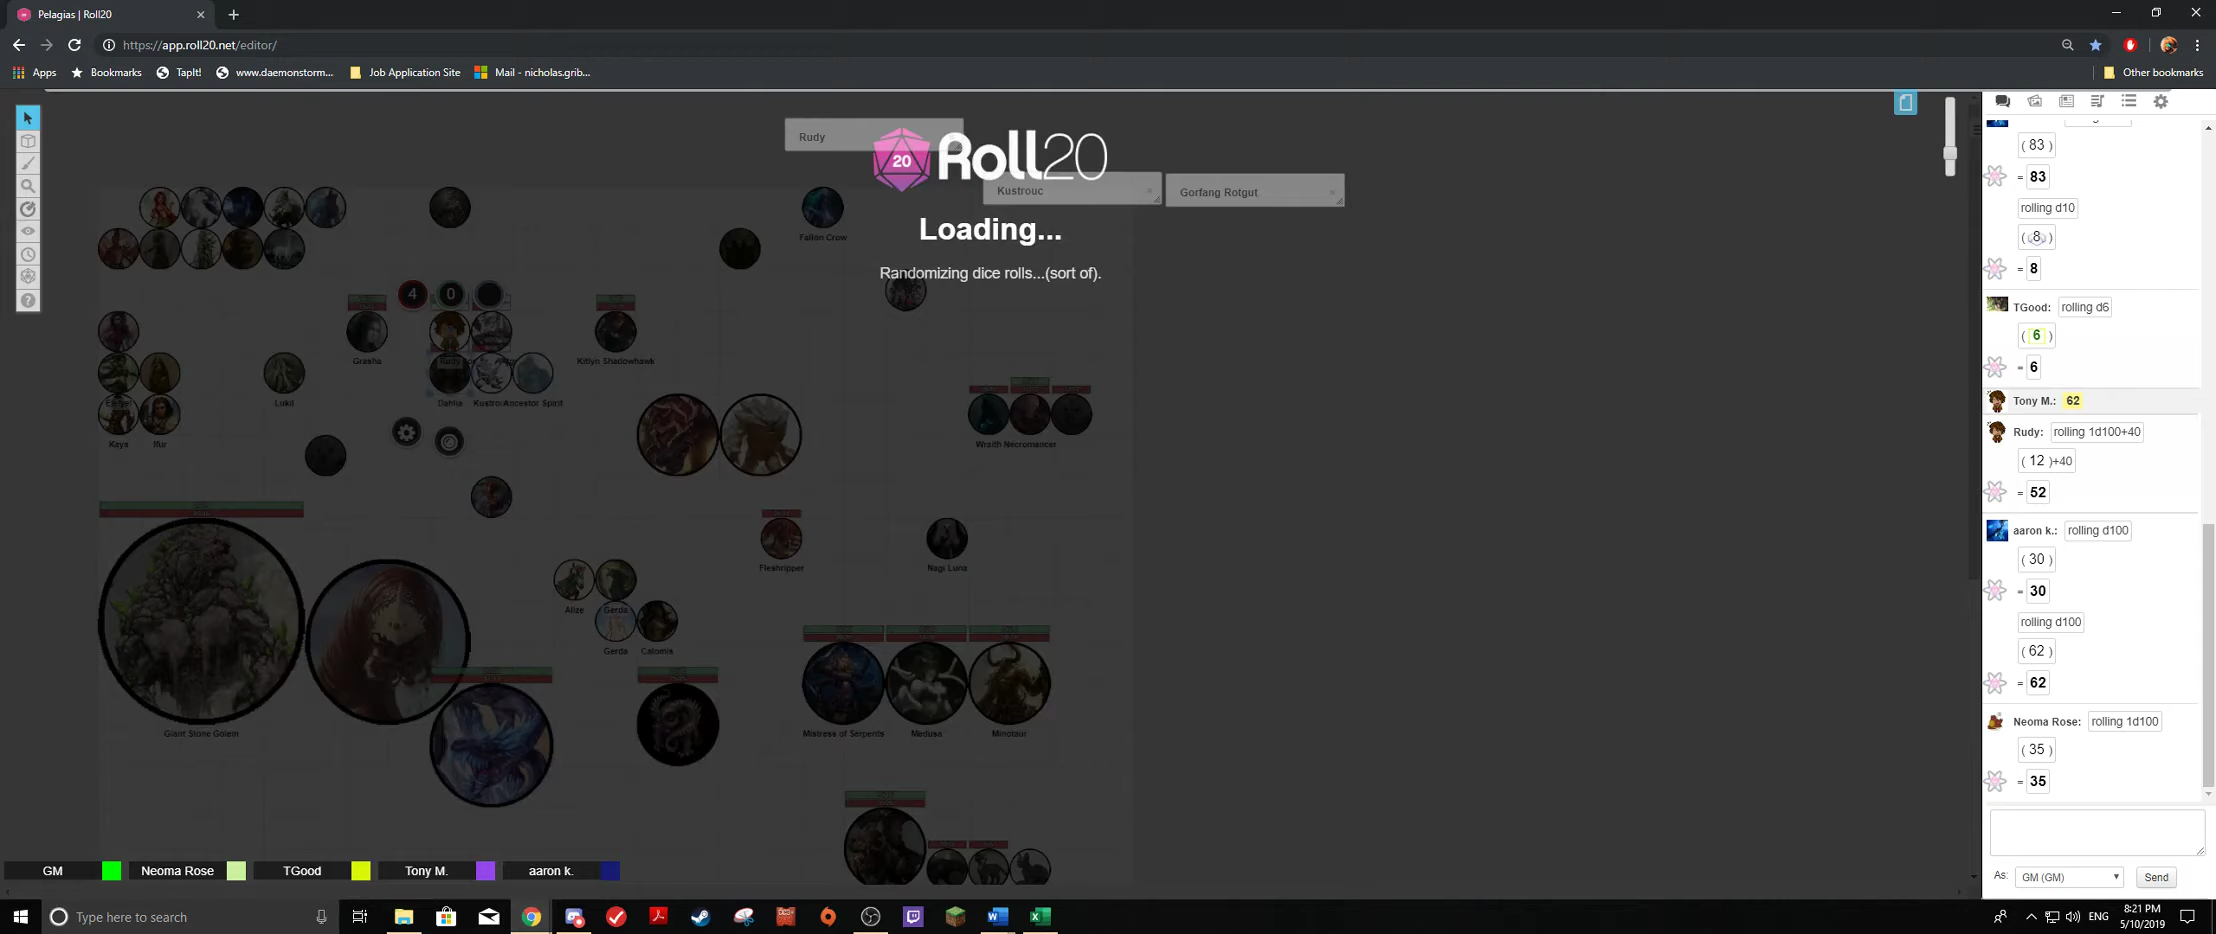 Pelagias | Roll20
https://app.roll20.net/editor/
Apps
Bookmarks
TapIt!
www.daemonstorm...
Job Application Site
Mail - nicholas.grib...
Other bookmarks
Rudy
20 Roll20
Kustrouc
Gorfang Rotgut
Loading...
Randomizing dice rolls...(sort of).
Fallon Crow
4
0
Grasha
Kitlyn Shadowhawk
Lukil
Dahlia
Ancestor Spirit
Kaya
Ifur
Wraith Necromancer
Fleshripper
Nagi Luna
Alize
Gerda
Gerda
Calomia
Giant Stone Golem
Mistress of Serpents
Medusa
Minotaur
GM
Neoma Rose
TGood
Tony M.
aaron k.
( 83 )
= 83
rolling d10
( 8 )
= 8
TGood: rolling d6
( 6 )
= 6
Tony M.: 62
Rudy: rolling 1d100+40
( 12 )+40
= 52
aaron k.: rolling d100
( 30 )
= 30
rolling d100
( 62 )
= 62
Neoma Rose: rolling 1d100
( 35 )
= 35
As: GM (GM) Send
Type here to search
ENG
8:21 PM
5/10/2019